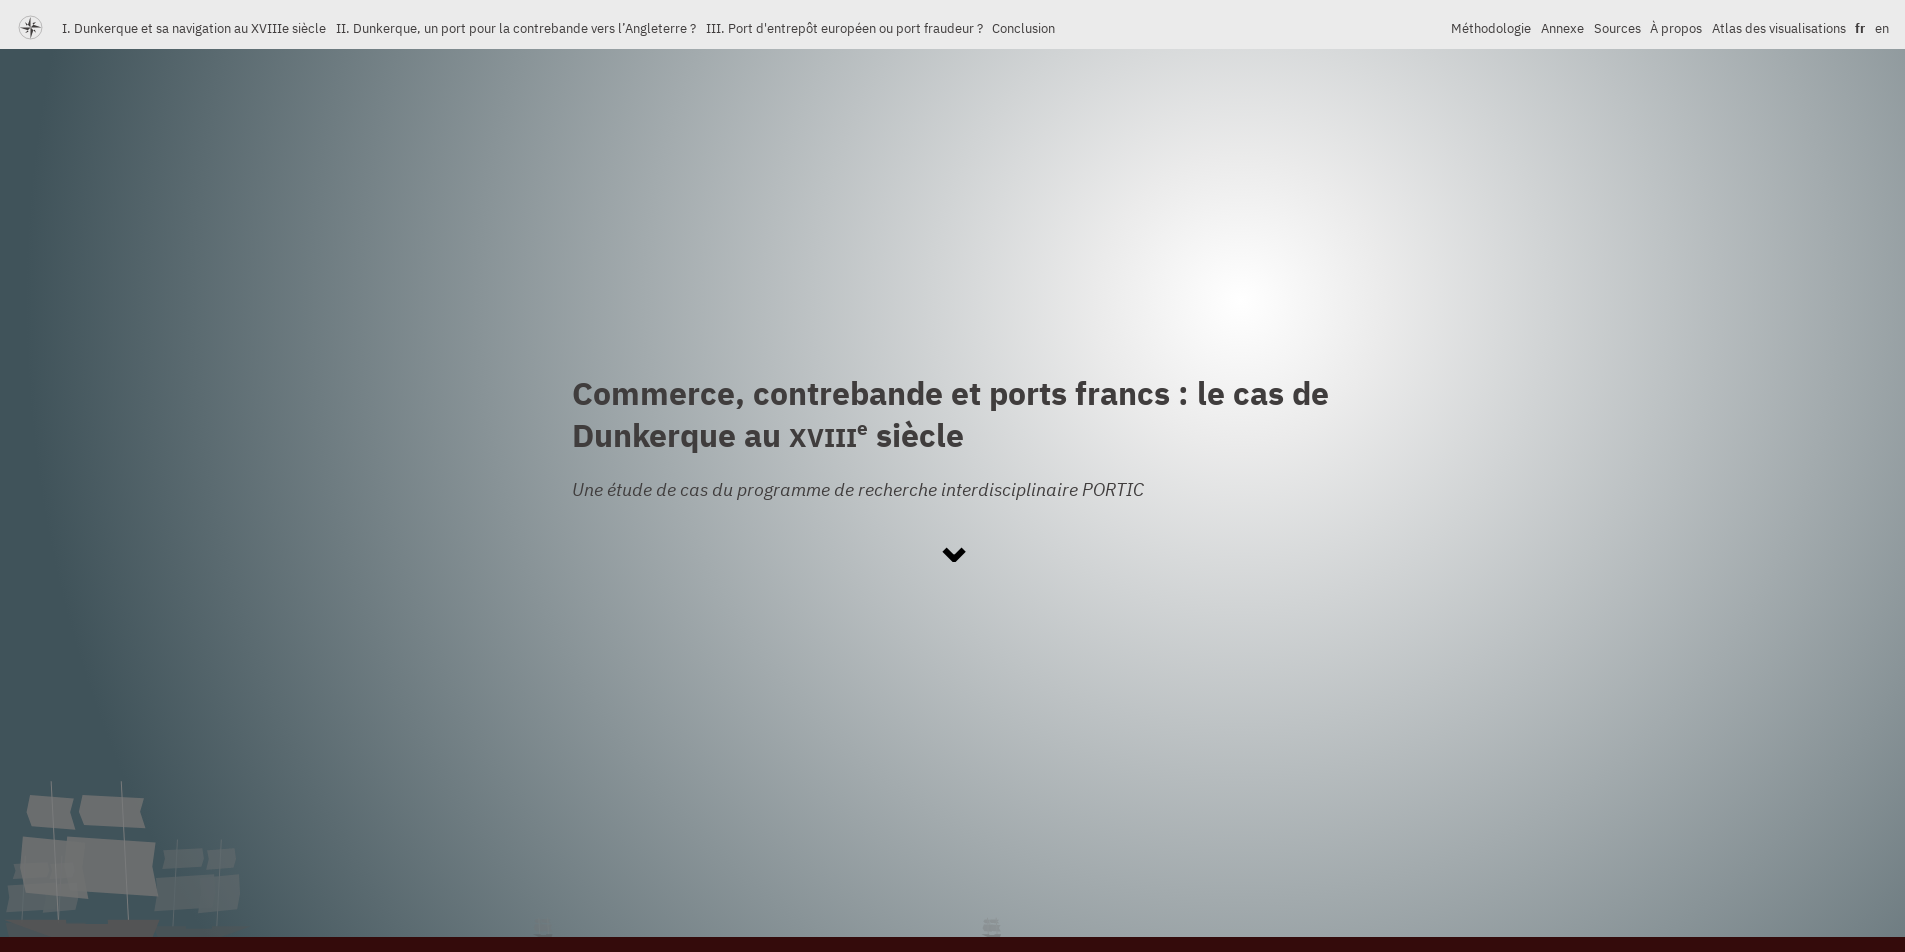 I. Dunkerque et sa navigation au XVIIIe siècle II. Dunkerque, un port pour la contrebande vers l’Angleterre ? III. Port d'entrepôt européen ou port fraudeur ? Conclusion Méthodologie Annexe Sources À propos Atlas des visualisations fr en
Commerce, contrebande et ports francs : le cas de
Dunkerque au XVIIIe siècle
Une étude de cas du programme de recherche interdisciplinaire PORTIC